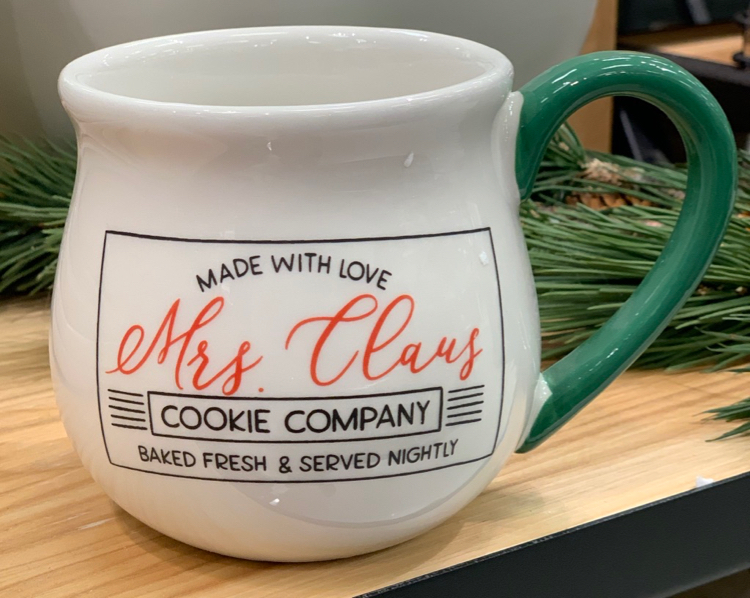 MADE WITH LOVE
Mrs. Claus
COOKIE COMPANY
BAKED FRESH & SERVED NIGHTLY